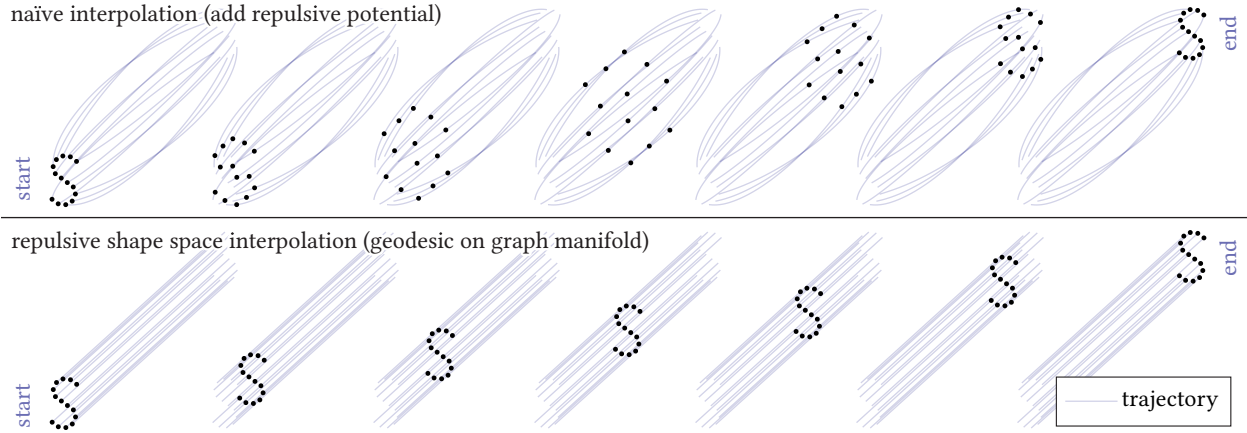 naïve interpolation (add repulsive potential)
start
end
repulsive shape space interpolation (geodesic on graph manifold)
start
end
trajectory